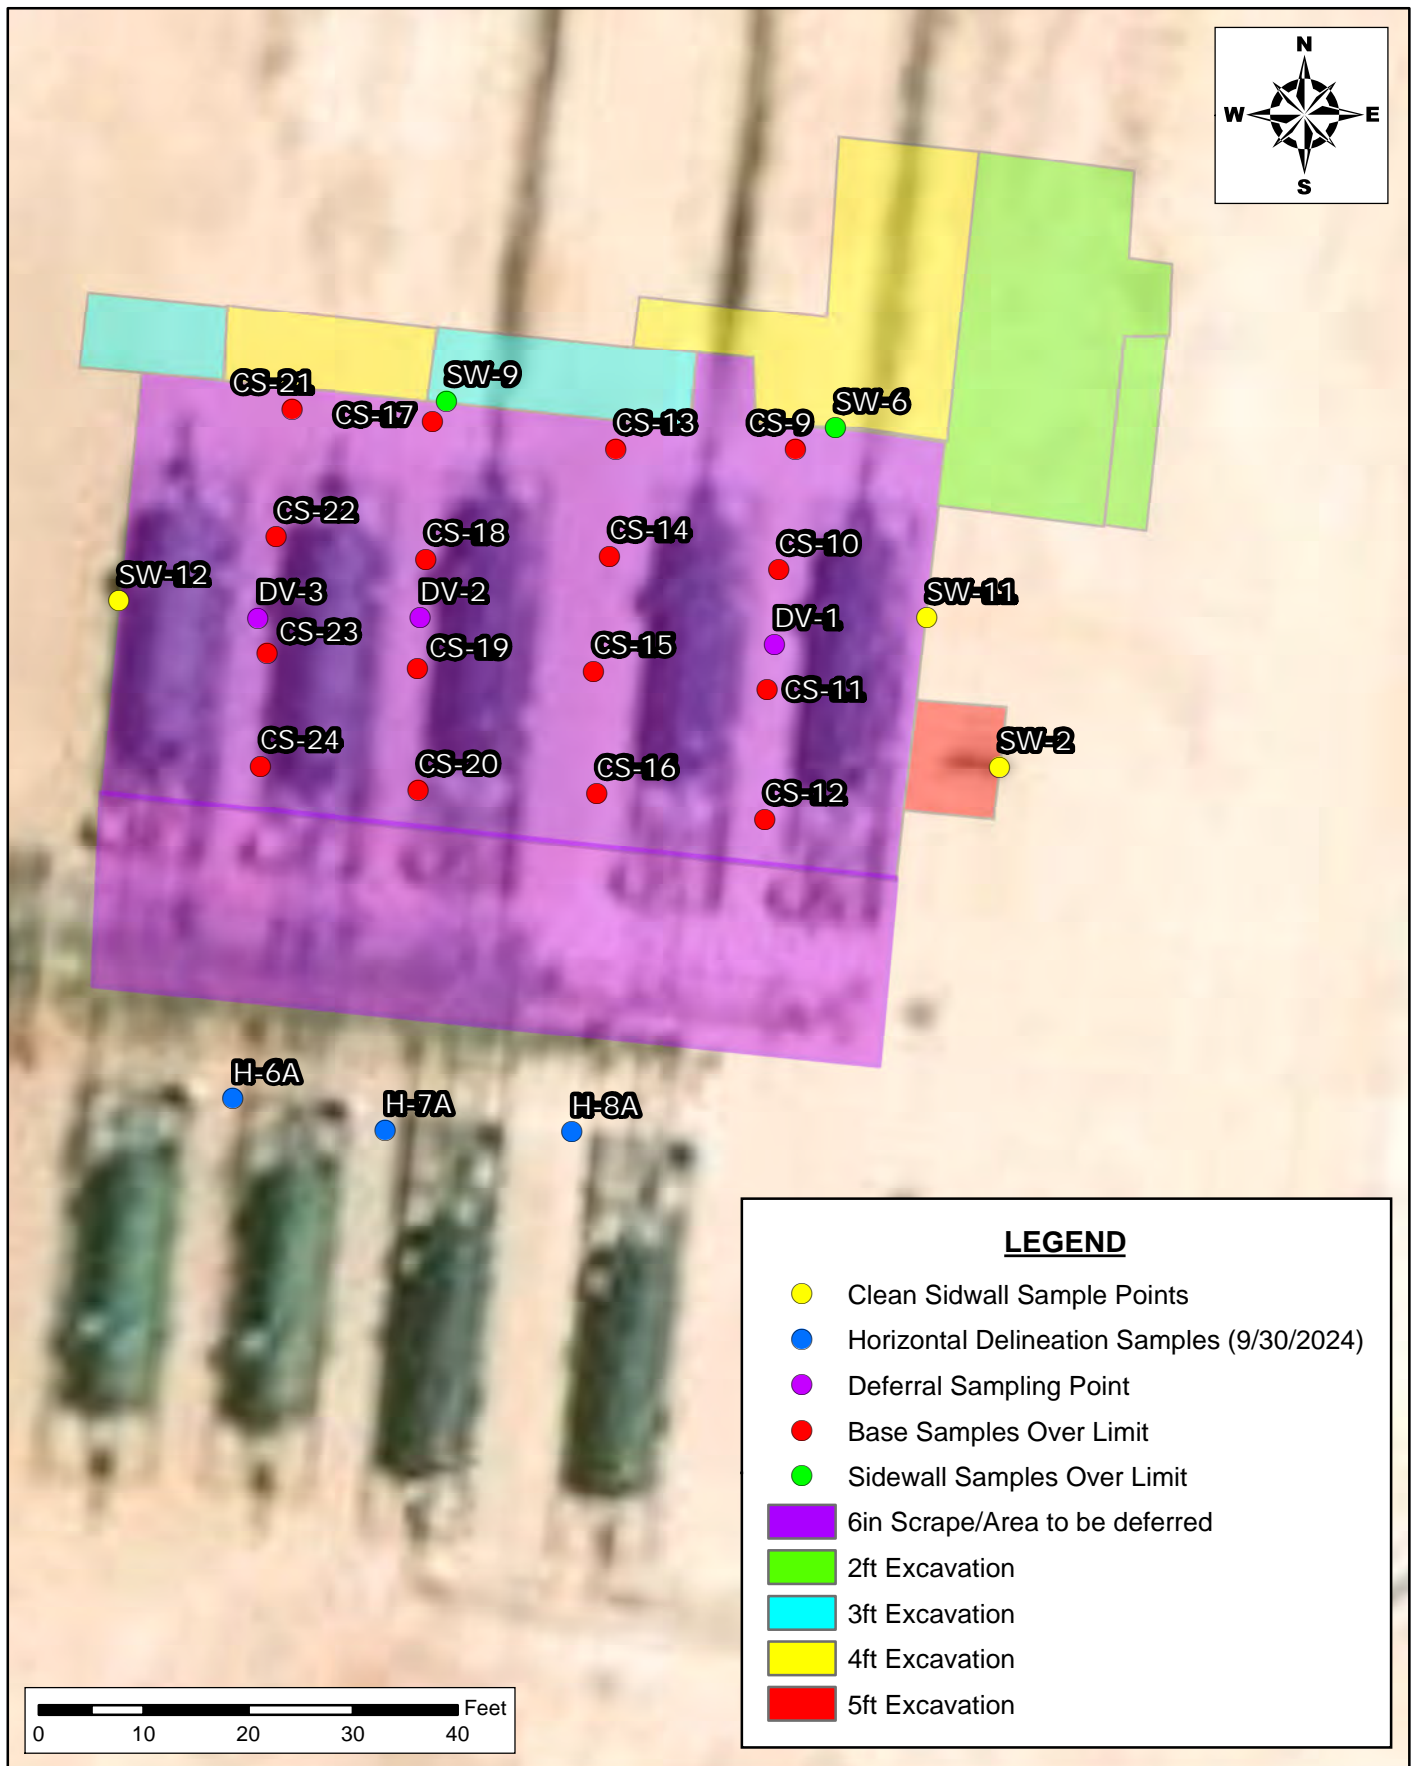 N
W E
S
SW-9
CS-21
CS-17
SW-6
CS-13
CS-9
CS-22
CS-18
CS-14
CS-10
SW-12
DV-3
DV-2
DV-1
SW-11
CS-23
CS-19
CS-15
CS-11
CS-24
CS-20
CS-16
CS-12
SW-2
H-6A
H-7A
H-8A
LEGEND
Clean Sidwall Sample Points
Horizontal Delineation Samples (9/30/2024)
Deferral Sampling Point
Base Samples Over Limit
Sidewall Samples Over Limit
6in Scrape/Area to be deferred
2ft Excavation
3ft Excavation
4ft Excavation
5ft Excavation
Feet
0 10 20 30 40